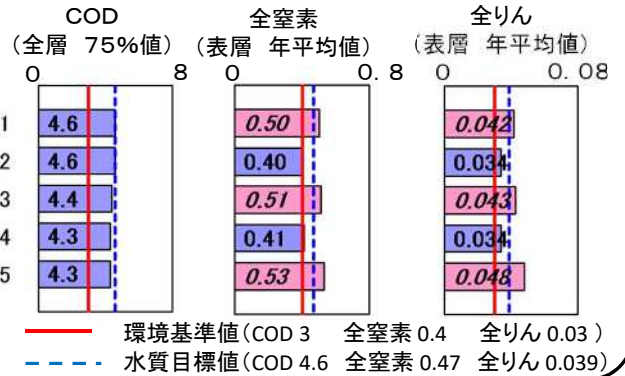 COD 全窒素 全りん
（全層 75%値） （表層 年平均値） （表層 年平均値）
0 8 0 0.8 0 0.08
1 4.6 0.50 0.042
2 4.6 0.40 0.034
3 4.4 0.51 0.043
4 4.3 0.41 0.034
5 4.3 0.53 0.048
環境基準値（COD 3 全窒素 0.4 全りん 0.03 ）
水質目標値（COD 4.6 全窒素 0.47 全りん 0.039）